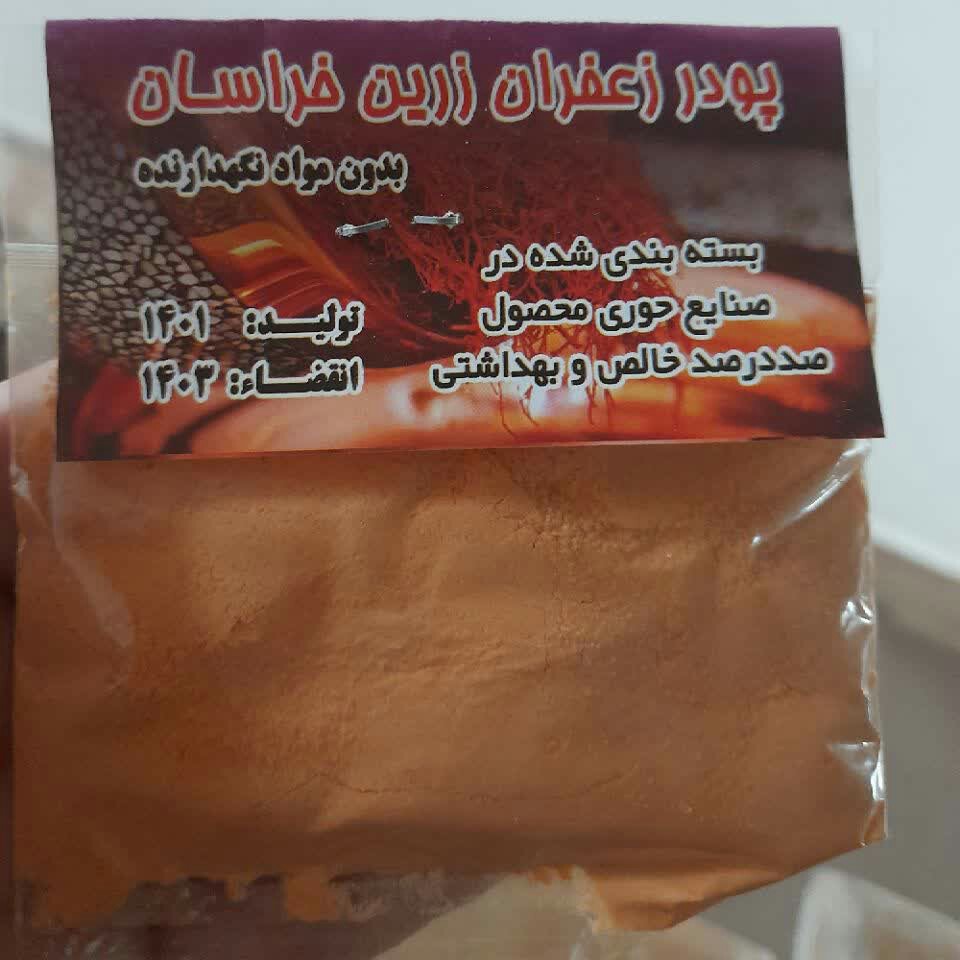 پودر زعفران زرین خراسان
بدون مواد نگهدارنده
بسته بندی شده در
صنایع حوری محصول
صددرصد خالص و بهداشتی
تولید: ۱۴۰۱
انقضاء: ۱۴۰۳